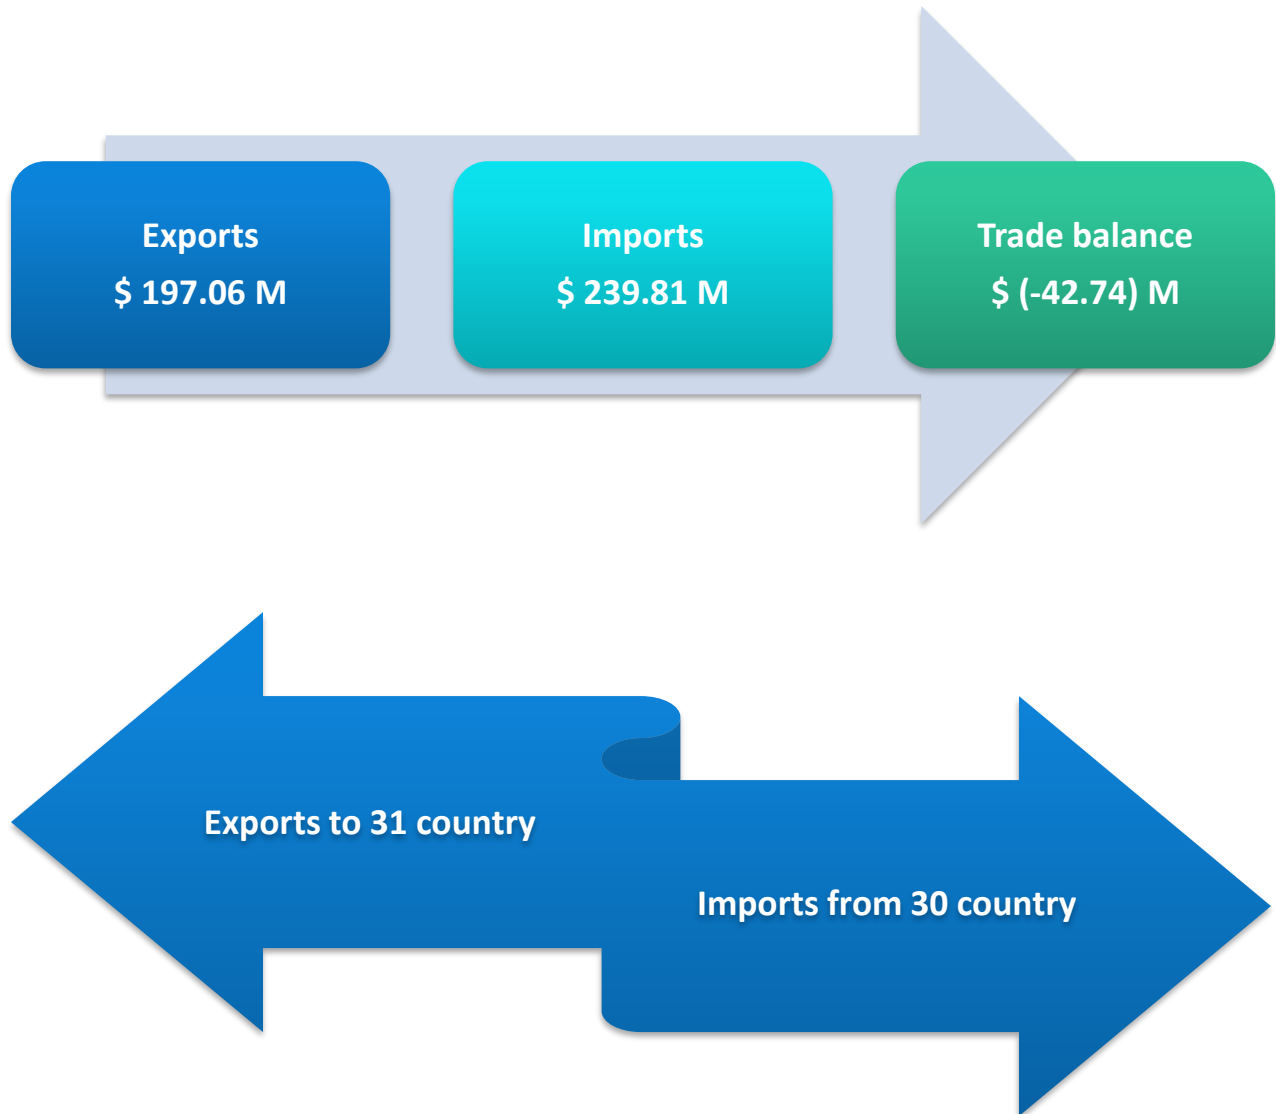 Exports
$ 197.06 M
Imports
$ 239.81 M
Trade balance
$ (-42.74) M
Exports to 31 country
Imports from 30 country